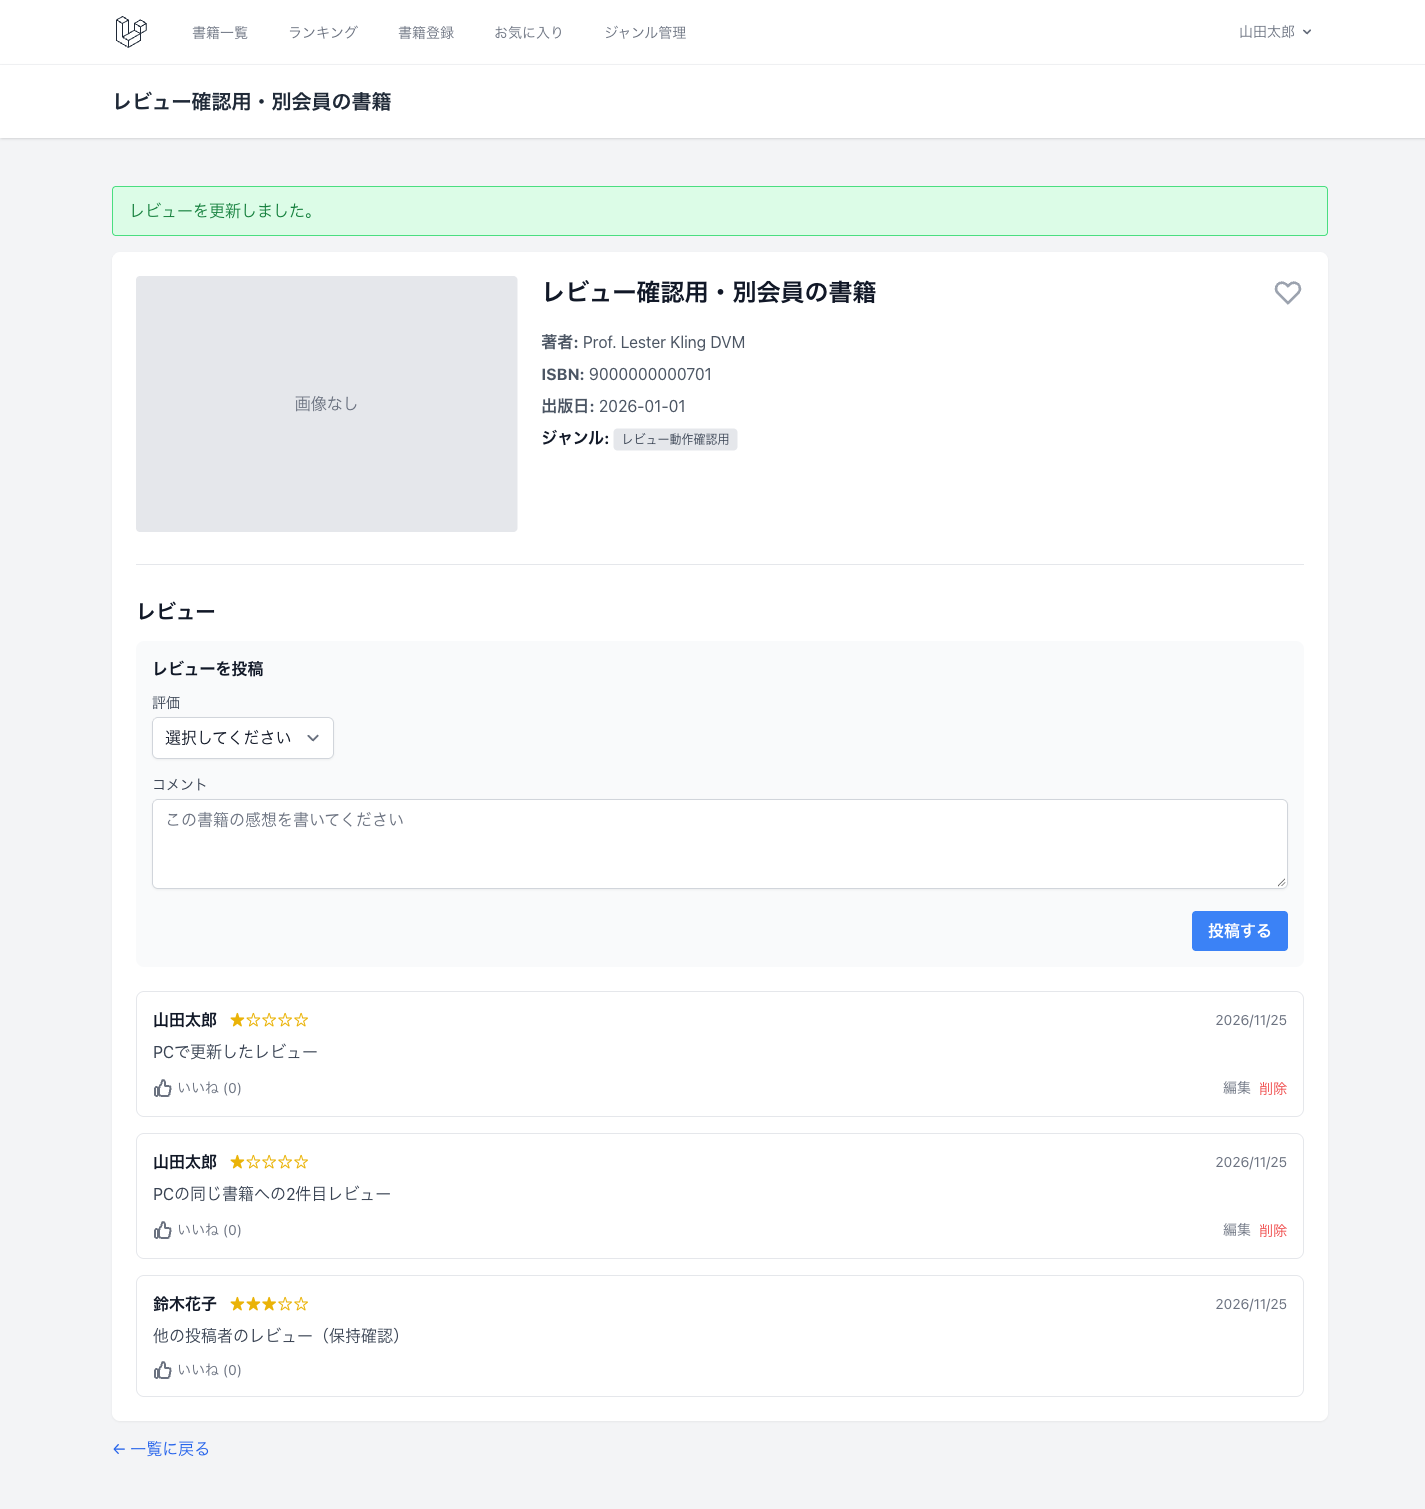 書籍一覧 ランキング 書籍登録 お気に入り ジャンル管理 山田太郎
レビュー確認用・別会員の書籍
レビューを更新しました。
画像なし
レビュー確認用・別会員の書籍
著者: Prof. Lester Kling DVM
ISBN: 9000000000701
出版日: 2026-01-01
ジャンル: レビュー動作確認用
レビュー
レビューを投稿
評価
選択してください
コメント
この書籍の感想を書いてください
投稿する
山田太郎 ★☆☆☆☆ 2026/11/25
PCで更新したレビュー
いいね (0) 編集 削除
山田太郎 ★☆☆☆☆ 2026/11/25
PCの同じ書籍への2件目レビュー
いいね (0) 編集 削除
鈴木花子 ★★★☆☆ 2026/11/25
他の投稿者のレビュー（保持確認）
いいね (0)
← 一覧に戻る